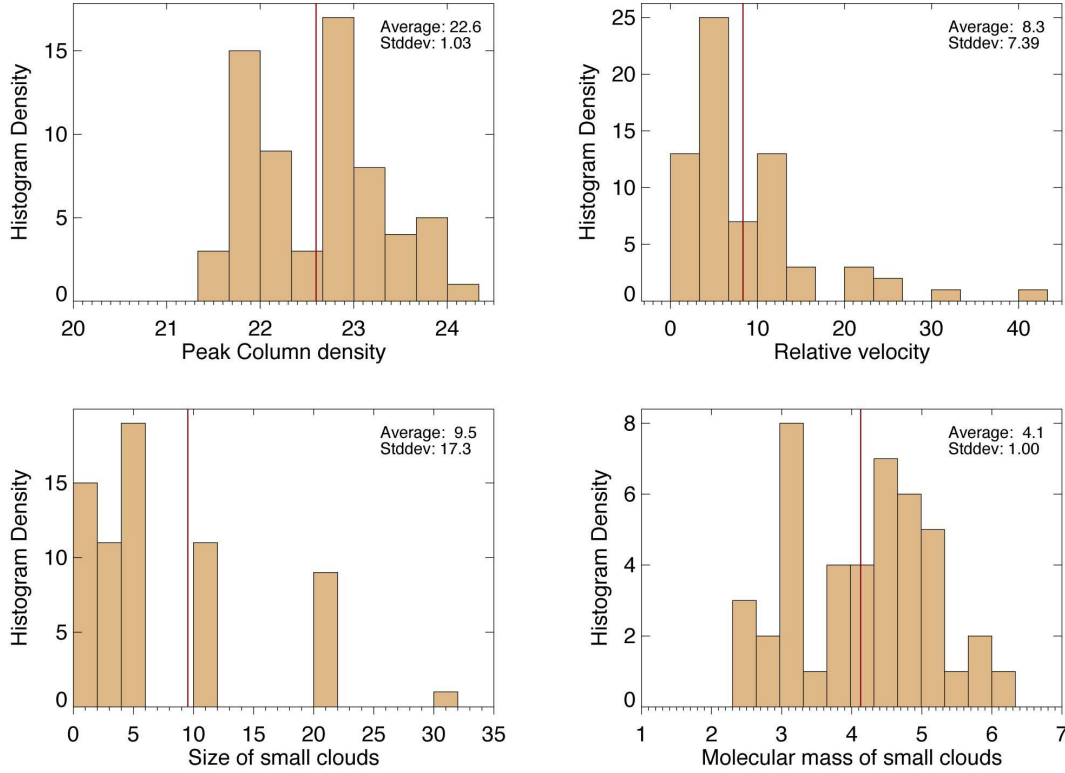 Average: 22.6
Stddev: 1.03
Histogram Density
15
10
5
0
20 21 22 23 24
Peak Column density
Average: 8.3
Stddev: 7.39
Histogram Density
25
20
15
10
5
0
0 10 20 30 40
Relative velocity
Average: 9.5
Stddev: 17.3
Histogram Density
15
10
5
0
0 5 10 15 20 25 30 35
Size of small clouds
Average: 4.1
Stddev: 1.00
Histogram Density
8
6
4
2
0
1 2 3 4 5 6 7
Molecular mass of small clouds